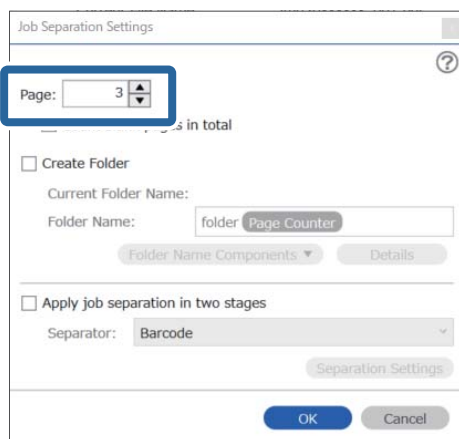 Job Separation Settings
Page: 3
pages in total
Create Folder
Current Folder Name:
Folder Name: folder Page Counter
Folder Name Components ▼ Details
Apply job separation in two stages
Separator: Barcode
Separation Settings
OK Cancel